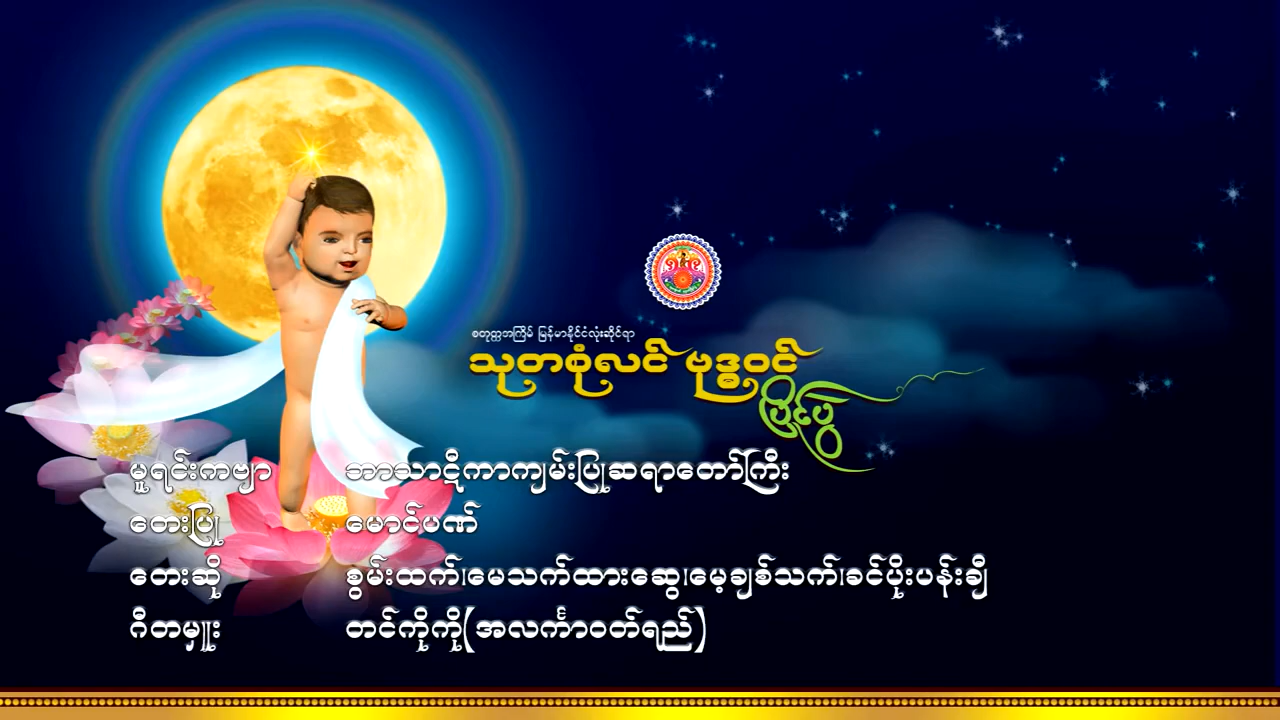 စတုတ္ထအကြိမ် မြန်မာနိုင်ငံလုံးဆိုင်ရာ
သုတစုံလင် ဗုဒ္ဓဝင်
ပြိုင်ပွဲ
မူရင်းကဗျာ ဘာသာဋီကာကျမ်းပြုဆရာတော်ကြီး
တေးပြု မောင်ပဏ်
တေးဆို စွမ်းထက်၊မေသက်ထားဆွေ၊မေ့ချစ်သက်၊ခင်ပိုးပန်းချီ
ဂီတမှူး တင်ကိုကို(အလင်္ကာဝတ်ရည်)